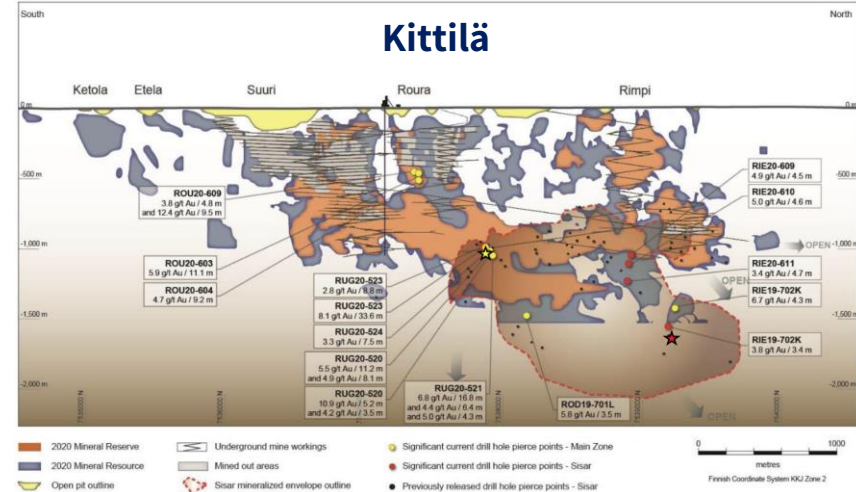 Kittilä
South
North
Ketola
Etela
Suuri
Roura
Rimpi
0 m
0 m
-500 m
-500 m
-1,000 m
-1,000 m
-1,500 m
-1,500 m
-2,000 m
-2,000 m
ROU20-609
3.8 g/t Au / 4.8 m
and 12.4 g/t Au / 9.5 m
ROU20-603
5.9 g/t Au / 11.1 m
ROU20-604
4.7 g/t Au / 9.2 m
RUG20-523
2.8 g/t Au / 8.8 m
RUG20-523
8.1 g/t Au / 33.6 m
RUG20-524
3.3 g/t Au / 7.5 m
RUG20-520
5.5 g/t Au / 11.2 m
and 4.9 g/t Au / 8.1 m
RUG20-520
10.9 g/t Au / 5.2 m
and 4.2 g/t Au / 3.5 m
RUG20-521
6.8 g/t Au / 16.8 m
and 4.4 g/t Au / 6.4 m
and 5.0 g/t Au / 4.3 m
ROD19-701L
5.8 g/t Au / 3.5 m
RIE20-609
4.9 g/t Au / 4.5 m
RIE20-610
5.0 g/t Au / 4.6 m
OPEN
RIE20-611
3.4 g/t Au / 4.7 m
OPEN
RIE19-702K
6.7 g/t Au / 4.3 m
RIE19-702K
3.8 g/t Au / 3.4 m
OPEN
7535000 N
7536000 N
7538000 N
7539000 N
7540000 N
2020 Mineral Reserve
2020 Mineral Resource
Open pit outline
Underground mine workings
Mined out areas
Sisar mineralized envelope outline
Significant current drill hole pierce points - Main Zone
Significant current drill hole pierce points - Sisar
Previously released drill hole pierce points - Sisar
0
1000
metres
Finnish Coordinate System KKJ Zone 2